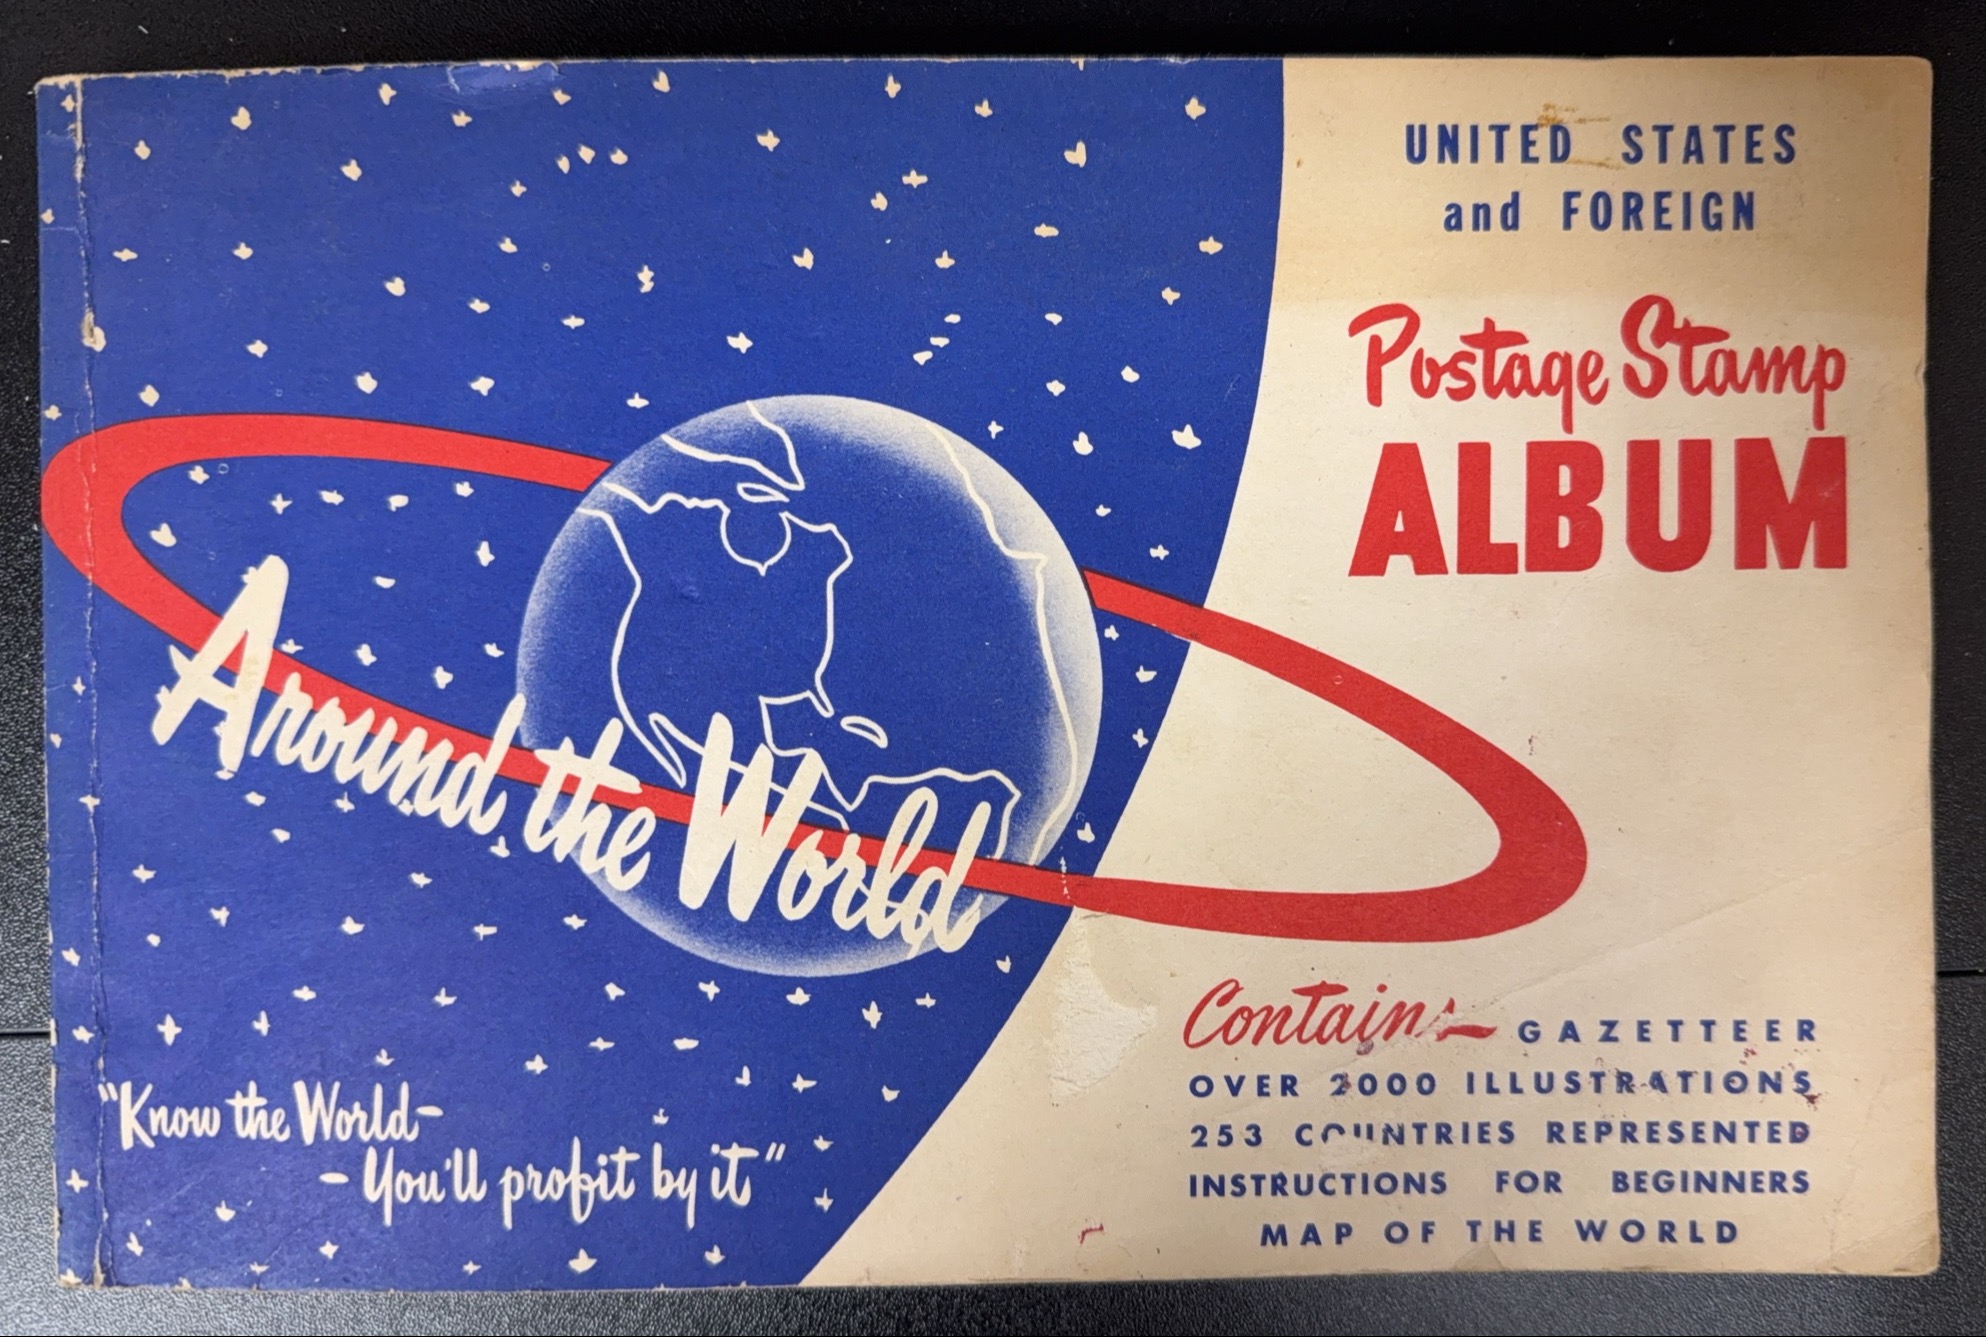 UNITED STATES
and FOREIGN
Postage Stamp
ALBUM
Around the World
"Know the World-
- You'll profit by it"
Contains GAZETTEER
OVER 2000 ILLUSTRATIONS
253 COUNTRIES REPRESENTED
INSTRUCTIONS FOR BEGINNERS
MAP OF THE WORLD